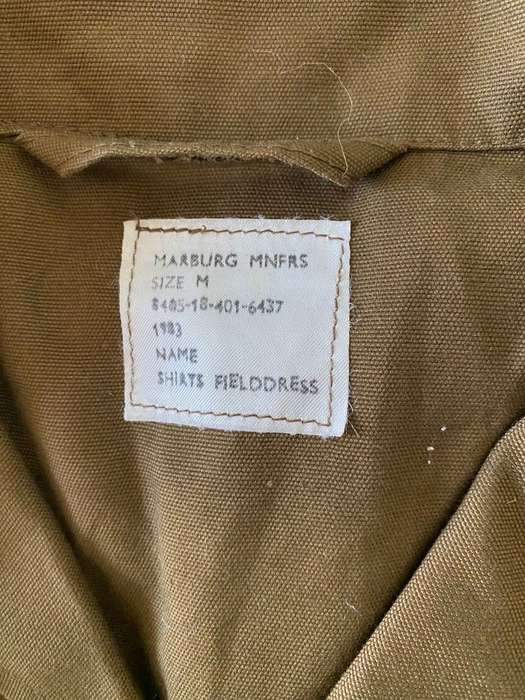 MARBURG MNFRS
SIZE M
8405-18-401-6437
1983
NAME
SHIRTS FIELDDRESS